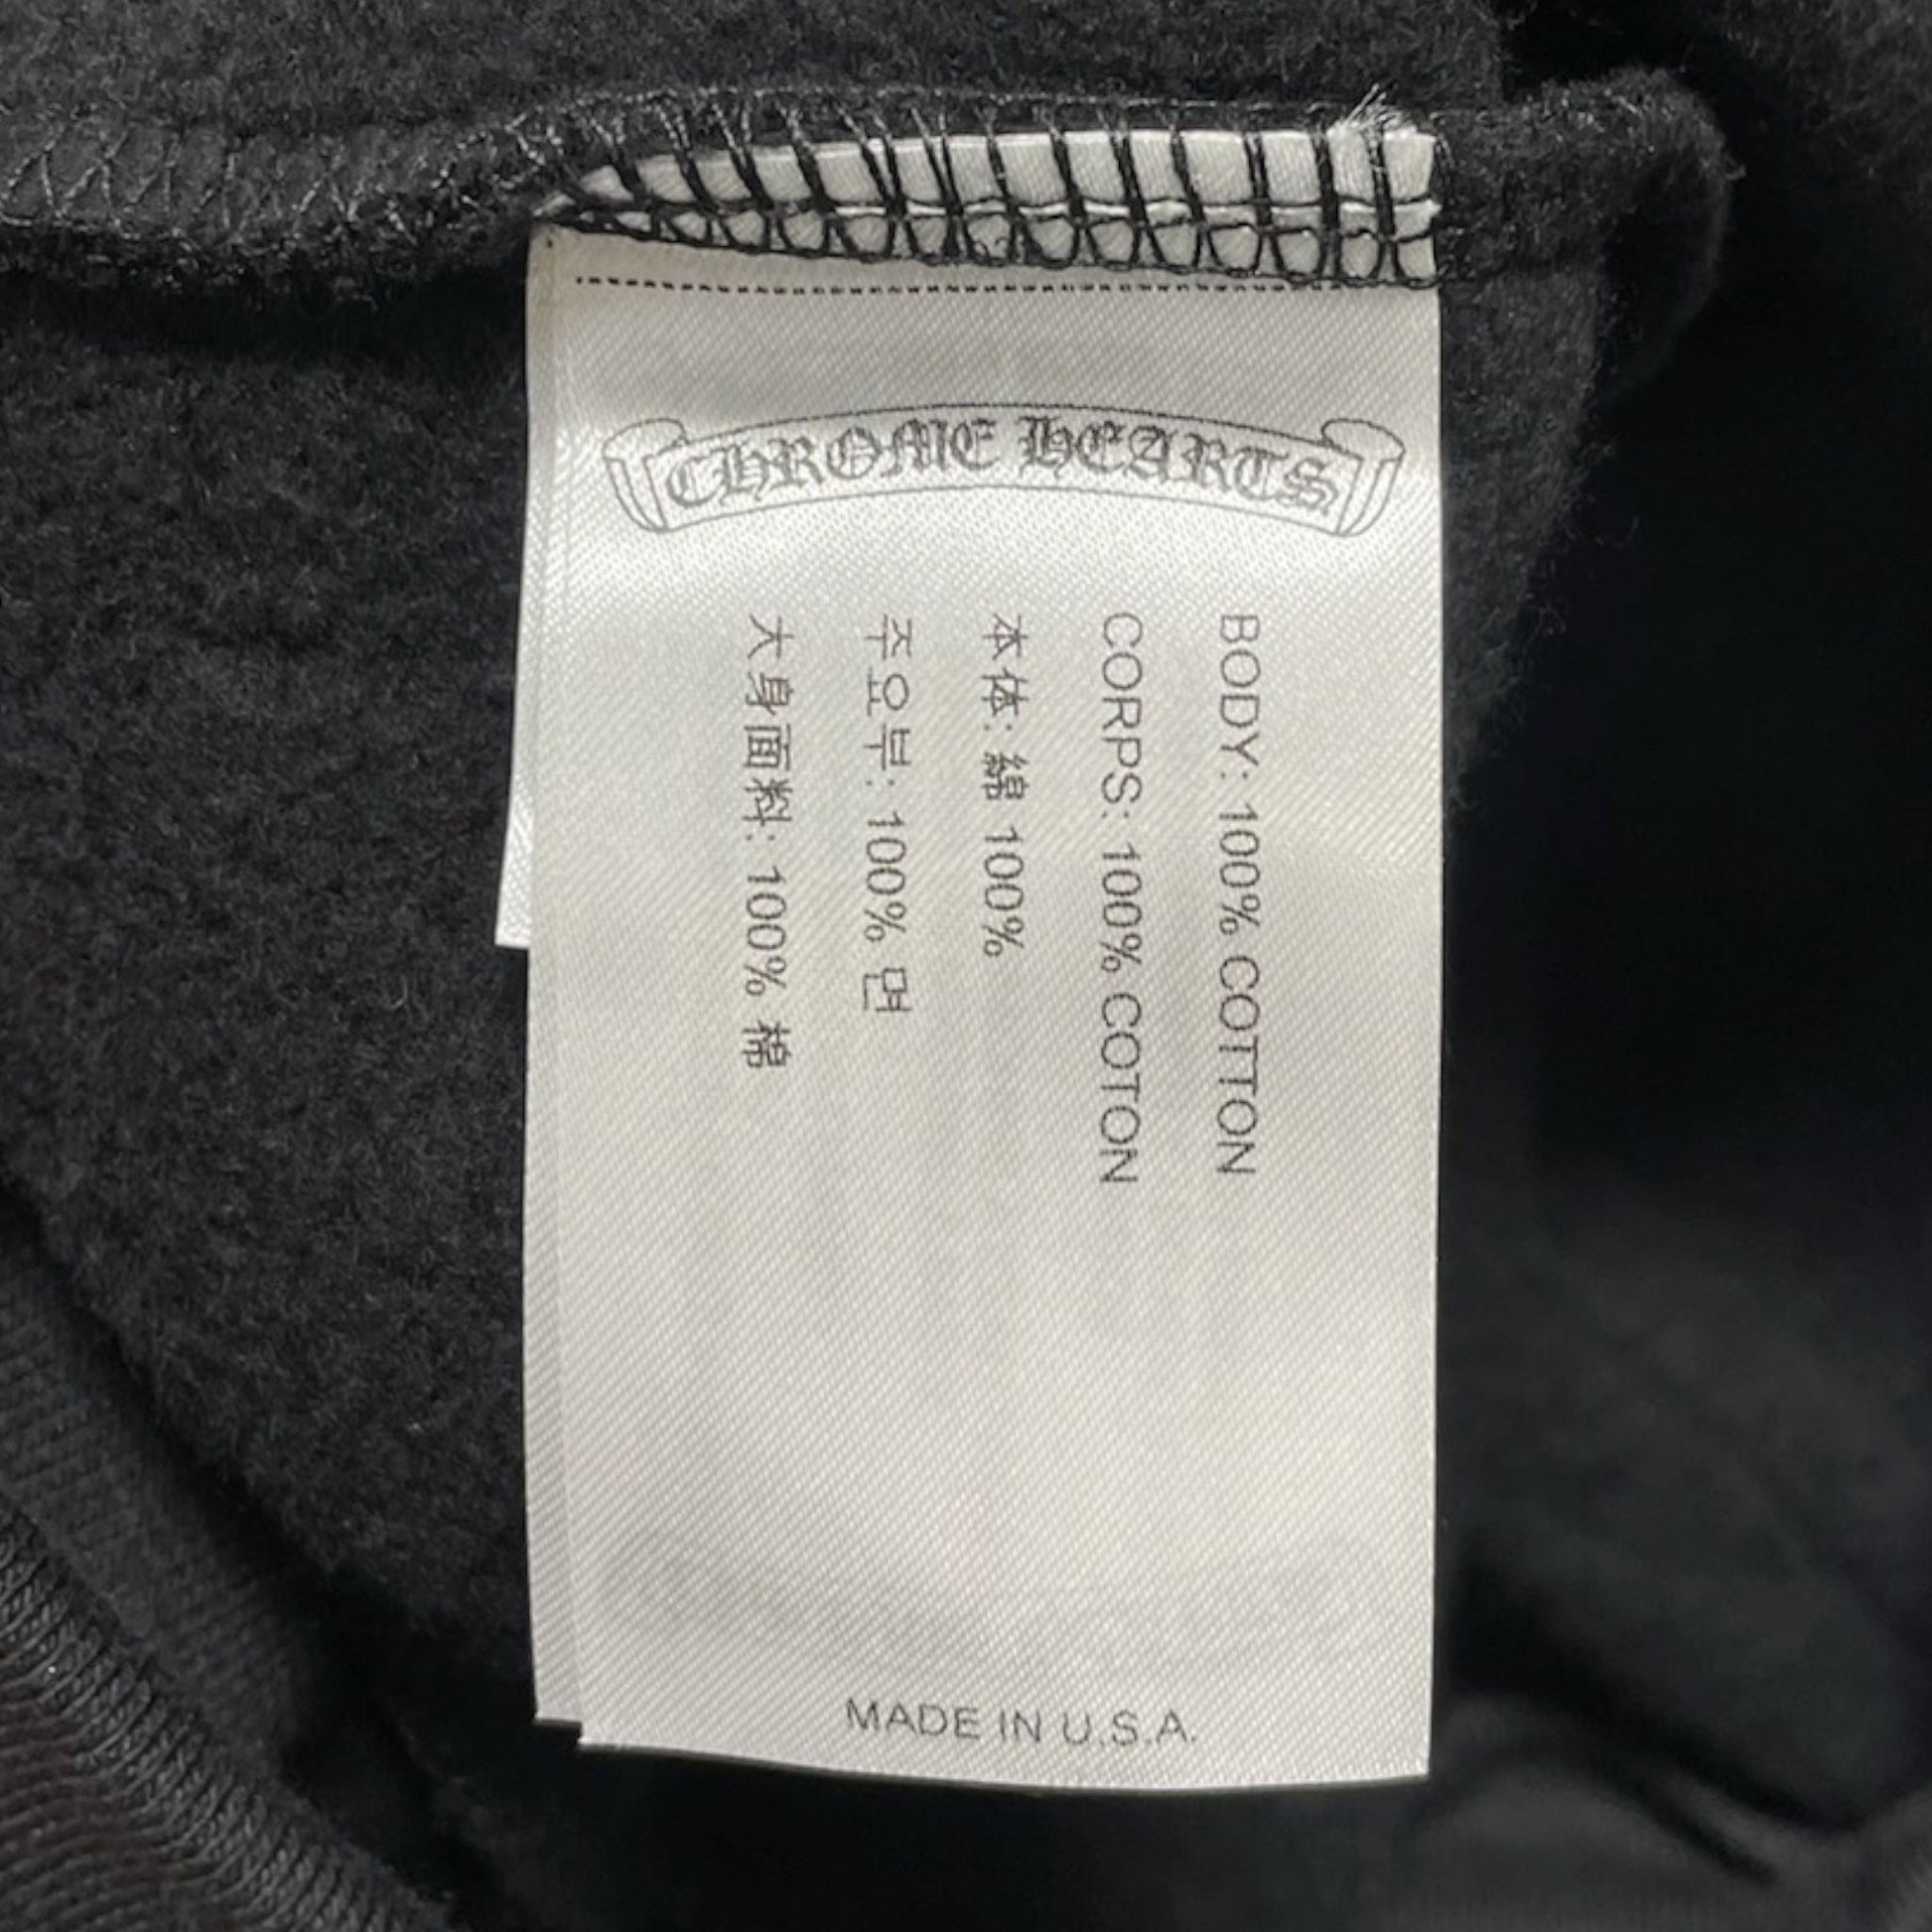 CHROME HEARTS
BODY: 100% COTTON
CORPS: 100% COTON
本体: 綿 100%
주요부: 100% 면
大身面料: 100% 棉
MADE IN U.S.A.